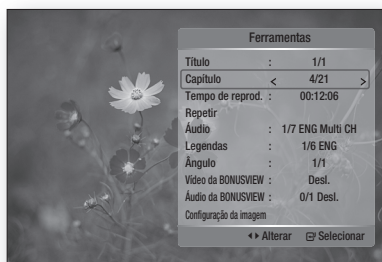 Ferramentas
Título : 1/1
Capítulo < 4/21 >
Tempo de reprod. : 00:12:06
Repetir
Áudio : 1/7 ENG Multi CH
Legendas : 1/6 ENG
Ângulo : 1/1
Vídeo da BONUSVIEW : Desl.
Áudio da BONUSVIEW : 0/1 Desl.
Configuração da imagem
Alterar Selecionar